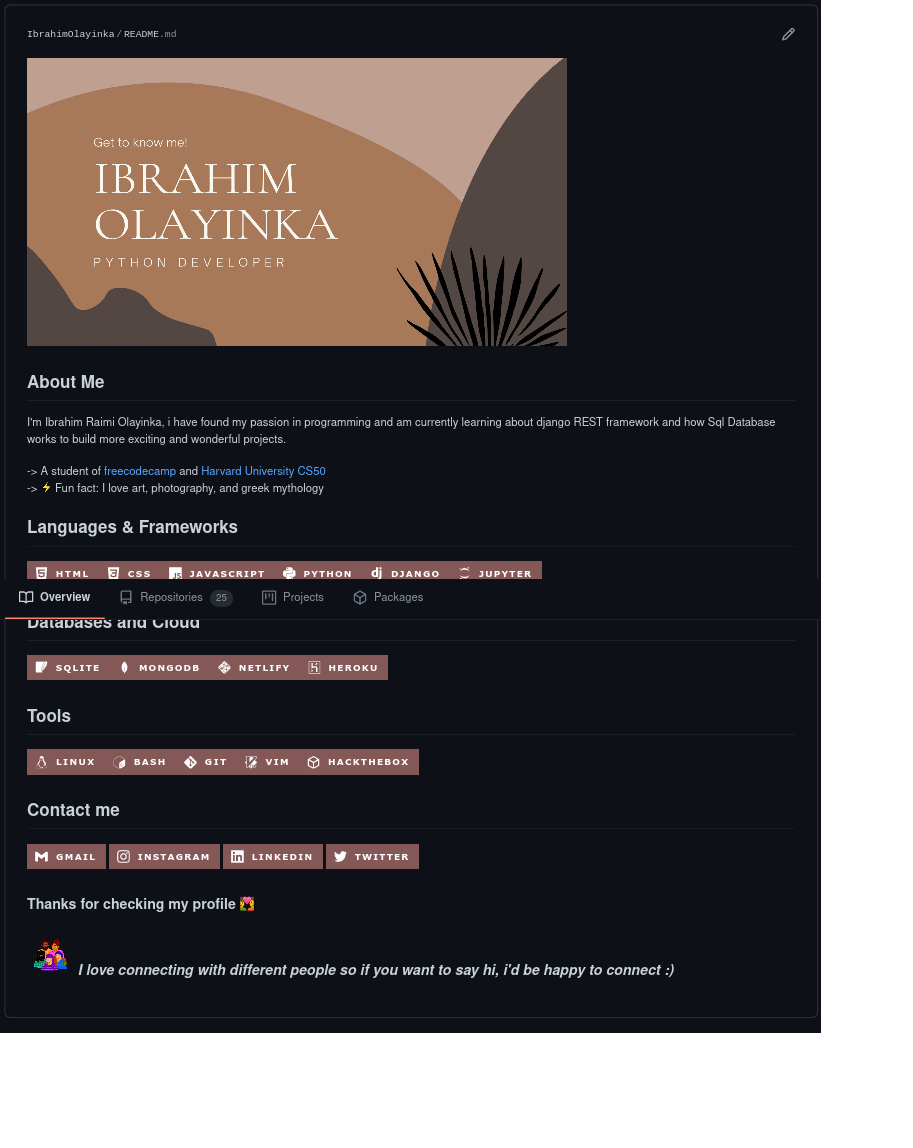 IbrahimOlayinka / README.md
Get to know me!
IBRAHIM
OLAYINKA
PYTHON DEVELOPER
About Me
I'm Ibrahim Raimi Olayinka, i have found my passion in programming and am currently learning about django REST framework and how Sql Database
works to build more exciting and wonderful projects.
-> A student of freecodecamp and Harvard University CS50
-> ⚡ Fun fact: I love art, photography, and greek mythology
Languages & Frameworks
HTML CSS JAVASCRIPT PYTHON DJANGO JUPYTER
Overview Repositories 25 Projects Packages
Databases and Cloud
SQLITE MONGODB NETLIFY HEROKU
Tools
LINUX BASH GIT VIM HACKTHEBOX
Contact me
GMAIL INSTAGRAM LINKEDIN TWITTER
Thanks for checking my profile
I love connecting with different people so if you want to say hi, i'd be happy to connect :)